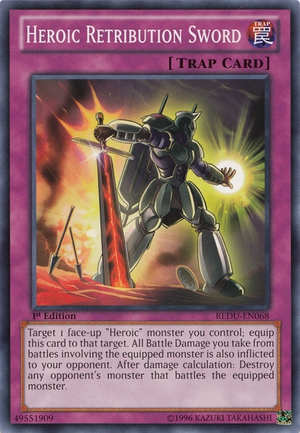 HEROIC RETRIBUTION SWORD
TRAP
罠
[TRAP CARD]
1st Edition
REDU-EN068
Target 1 face-up "Heroic" monster you control; equip
this card to that target. All Battle Damage you take from
battles involving the equipped monster is also inflicted
to your opponent. After damage calculation: Destroy
any opponent's monster that battles the equipped
monster.
49551909
©1996 KAZUKI TAKAHASHI